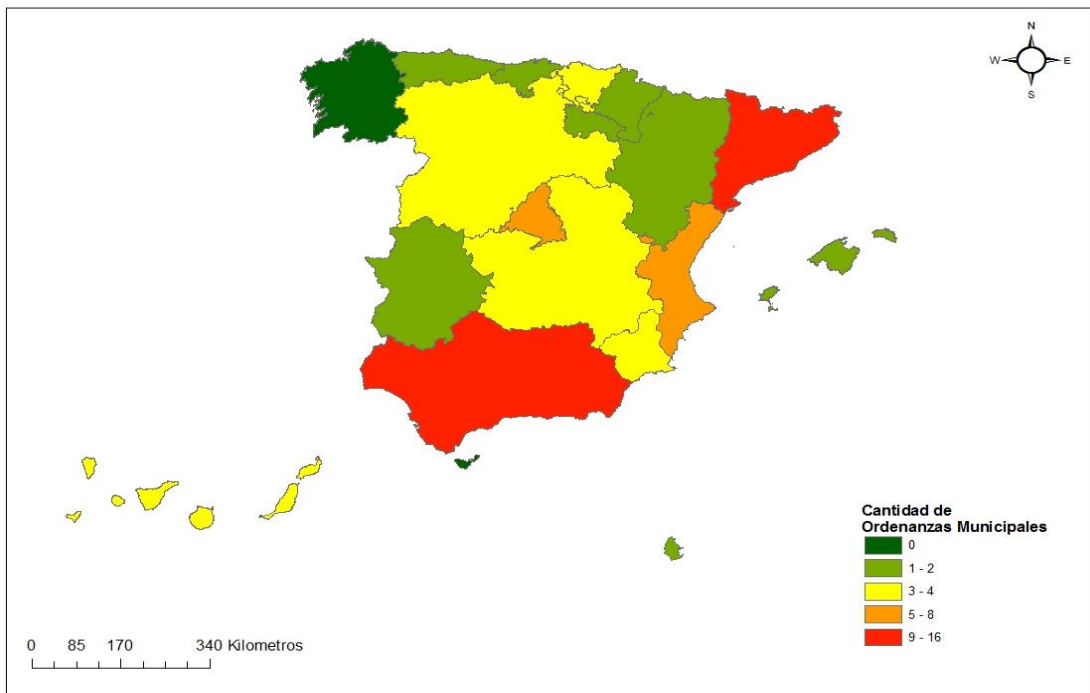 N
W E
S
Cantidad de
Ordenanzas Municipales
0
1 - 2
3 - 4
5 - 8
9 - 16
0 85 170 340 Kilometros